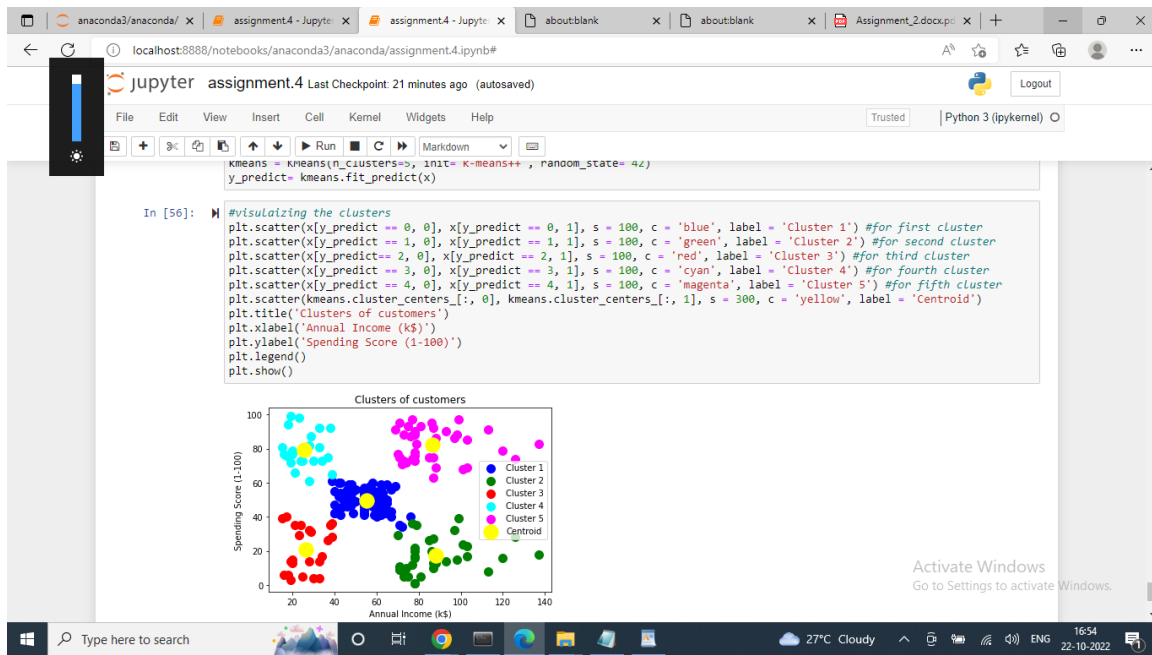 anaconda3/anaconda/
assignment.4 - Jupyte
assignment.4 - Jupyte
about:blank
about:blank
Assignment_2.docx.pd
localhost:8888/notebooks/anaconda3/anaconda/assignment.4.ipynb#
jupyter assignment.4 Last Checkpoint: 21 minutes ago (autosaved)
Logout
File Edit View Insert Cell Kernel Widgets Help
Trusted
Python 3 (ipykernel)
Run
Markdown
kmeans = KMeans(n_clusters=5, init= k-means++ , random_state= 42)
y_predict= kmeans.fit_predict(x)
In [56]:
#visulaizing the clusters
plt.scatter(x[y_predict == 0, 0], x[y_predict == 0, 1], s = 100, c = 'blue', label = 'Cluster 1') #for first cluster
plt.scatter(x[y_predict == 1, 0], x[y_predict == 1, 1], s = 100, c = 'green', label = 'Cluster 2') #for second cluster
plt.scatter(x[y_predict== 2, 0], x[y_predict == 2, 1], s = 100, c = 'red', label = 'Cluster 3') #for third cluster
plt.scatter(x[y_predict == 3, 0], x[y_predict == 3, 1], s = 100, c = 'cyan', label = 'Cluster 4') #for fourth cluster
plt.scatter(x[y_predict == 4, 0], x[y_predict == 4, 1], s = 100, c = 'magenta', label = 'Cluster 5') #for fifth cluster
plt.scatter(kmeans.cluster_centers_[:, 0], kmeans.cluster_centers_[:, 1], s = 300, c = 'yellow', label = 'Centroid')
plt.title('Clusters of customers')
plt.xlabel('Annual Income (k$)')
plt.ylabel('Spending Score (1-100)')
plt.legend()
plt.show()
Clusters of customers
Spending Score (1-100)
100
80
60
40
20
0
Cluster 1
Cluster 2
Cluster 3
Cluster 4
Cluster 5
Centroid
20 40 60 80 100 120 140
Annual Income (k$)
Activate Windows
Go to Settings to activate Windows.
Type here to search
27°C Cloudy
ENG
16:54
22-10-2022
1